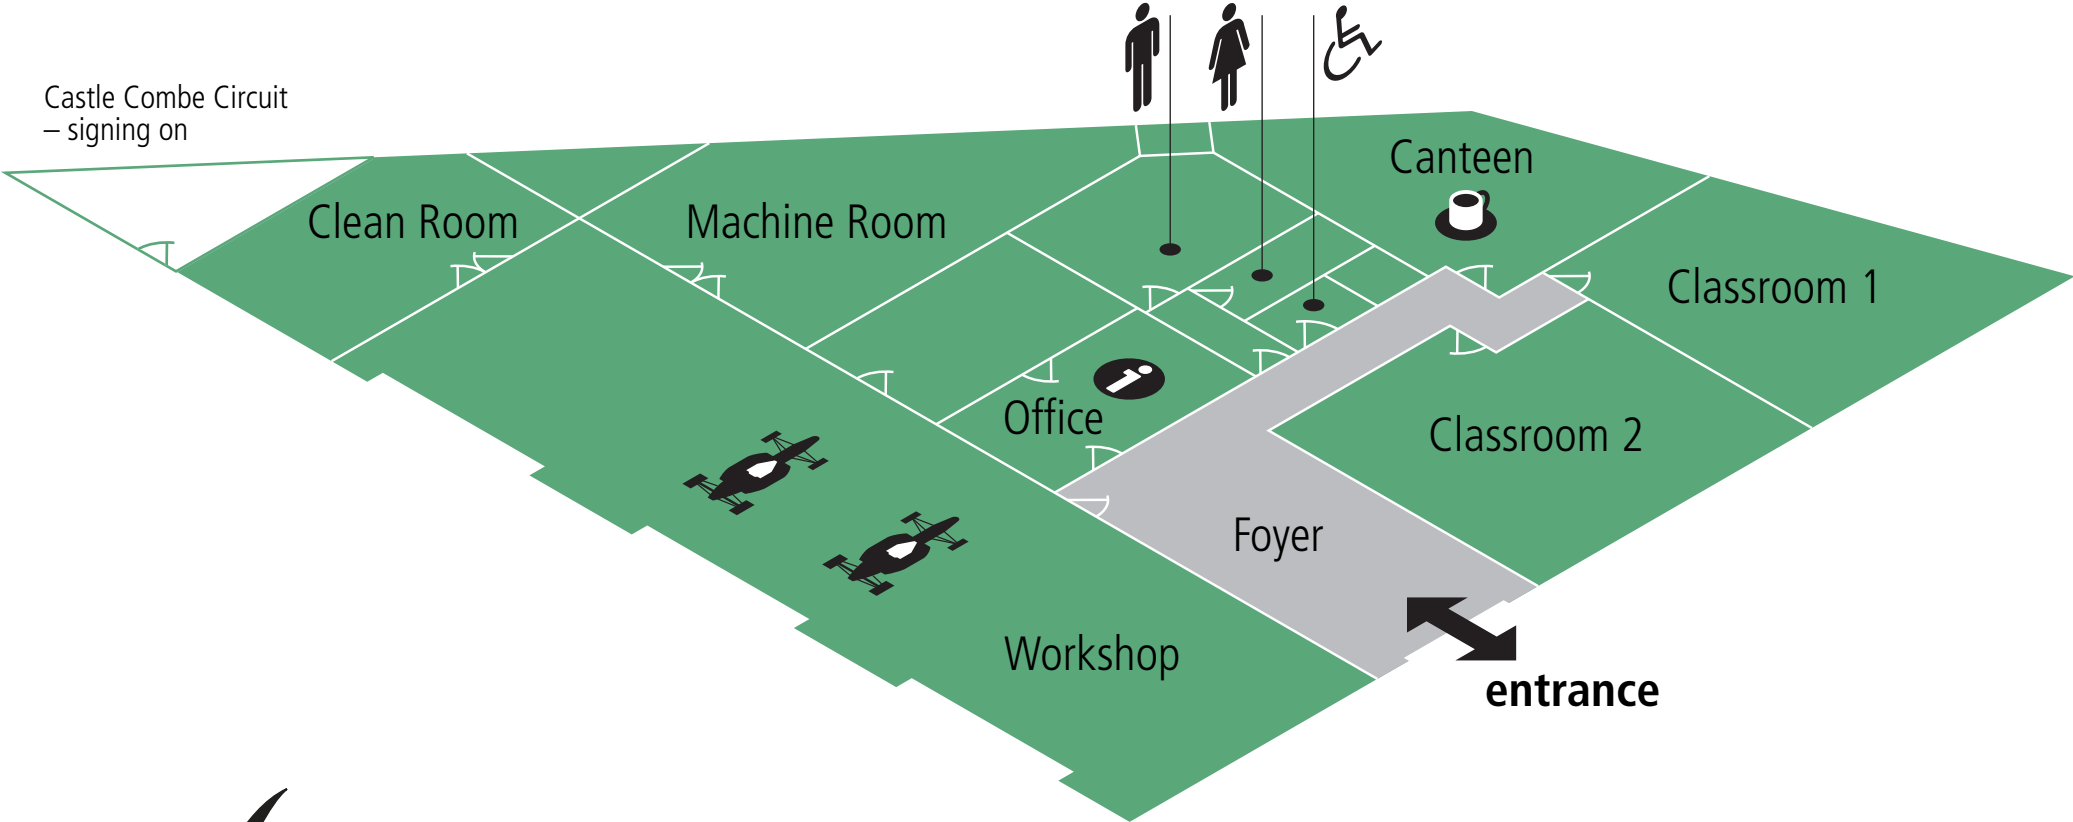 Castle Combe Circuit
– signing on
Canteen
Clean Room
Machine Room
Classroom 1
Office
Classroom 2
Foyer
Workshop
entrance